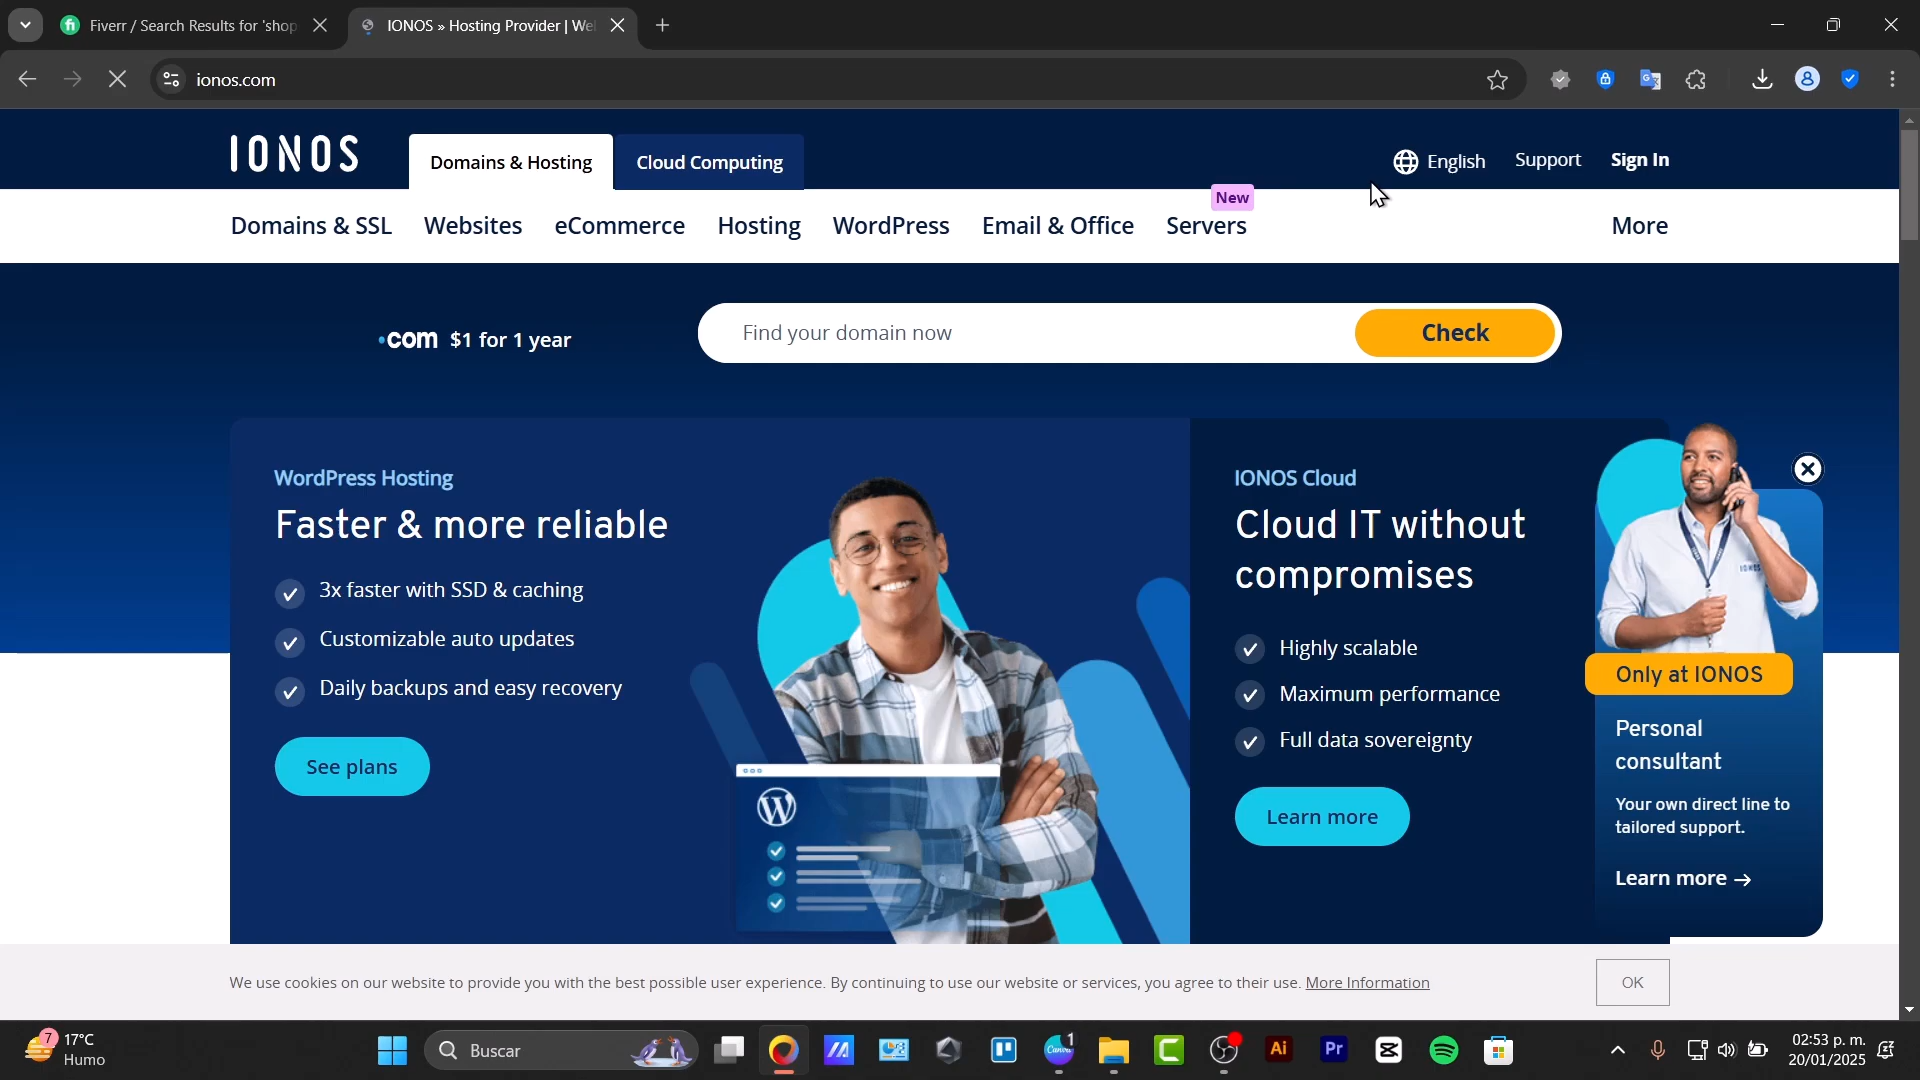 Fiverr / Search Results for 'shop
IONOS » Hosting Provider | We
ionos.com
IONOS
Domains & Hosting
Cloud Computing
English
Support
Sign In
New
Domains & SSL
Websites
eCommerce
Hosting
WordPress
Email & Office
Servers
More
.com $1 for 1 year
Find your domain now
Check
WordPress Hosting
Faster & more reliable
3x faster with SSD & caching
Customizable auto updates
Daily backups and easy recovery
See plans
IONOS Cloud
Cloud IT without
compromises
Highly scalable
Maximum performance
Full data sovereignty
Learn more
IONOS
Only at IONOS
Personal
consultant
Your own direct line to
tailored support.
Learn more →
We use cookies on our website to provide you with the best possible user experience. By continuing to use our website or services, you agree to their use. More Information
OK
7
17°C
Humo
Buscar
Canva
1
Ai
Pr
02:53 p. m.
20/01/2025